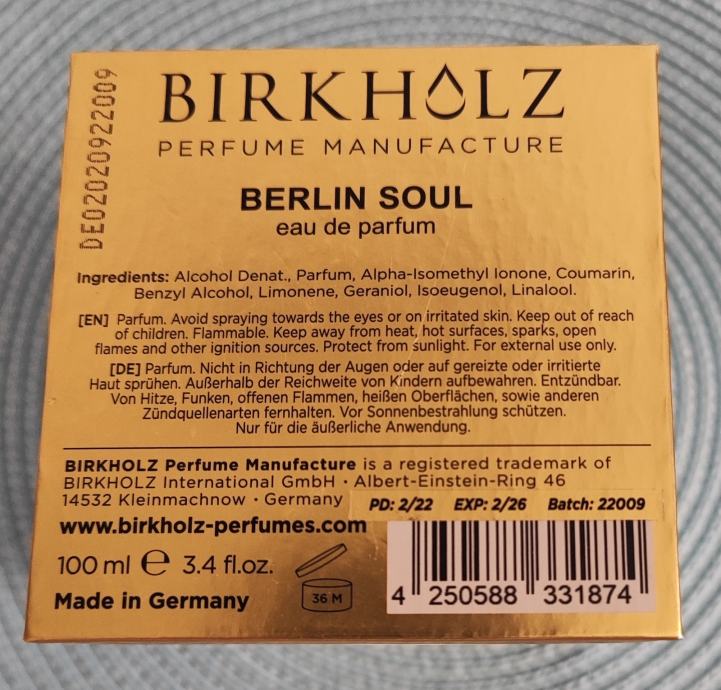 DE02020922009
BIRKHOLZ
PERFUME MANUFACTURE
BERLIN SOUL
eau de parfum
Ingredients: Alcohol Denat., Parfum, Alpha-Isomethyl Ionone, Coumarin,
Benzyl Alcohol, Limonene, Geraniol, Isoeugenol, Linalool.
[EN] Parfum. Avoid spraying towards the eyes or on irritated skin. Keep out of reach
of children. Flammable. Keep away from heat, hot surfaces, sparks, open
flames and other ignition sources. Protect from sunlight. For external use only.
[DE] Parfum. Nicht in Richtung der Augen oder auf gereizte oder irritierte
Haut sprühen. Außerhalb der Reichweite von Kindern aufbewahren. Entzündbar.
Von Hitze, Funken, offenen Flammen, heißen Oberflächen, sowie anderen
Zündquellenarten fernhalten. Vor Sonnenbestrahlung schützen.
Nur für die äußerliche Anwendung.
BIRKHOLZ Perfume Manufacture is a registered trademark of
BIRKHOLZ International GmbH · Albert-Einstein-Ring 46
14532 Kleinmachnow · Germany
PD: 2/22 EXP: 2/26 Batch: 22009
www.birkholz-perfumes.com
100 ml ℮ 3.4 fl.oz.
36 M
Made in Germany
4 250588 331874